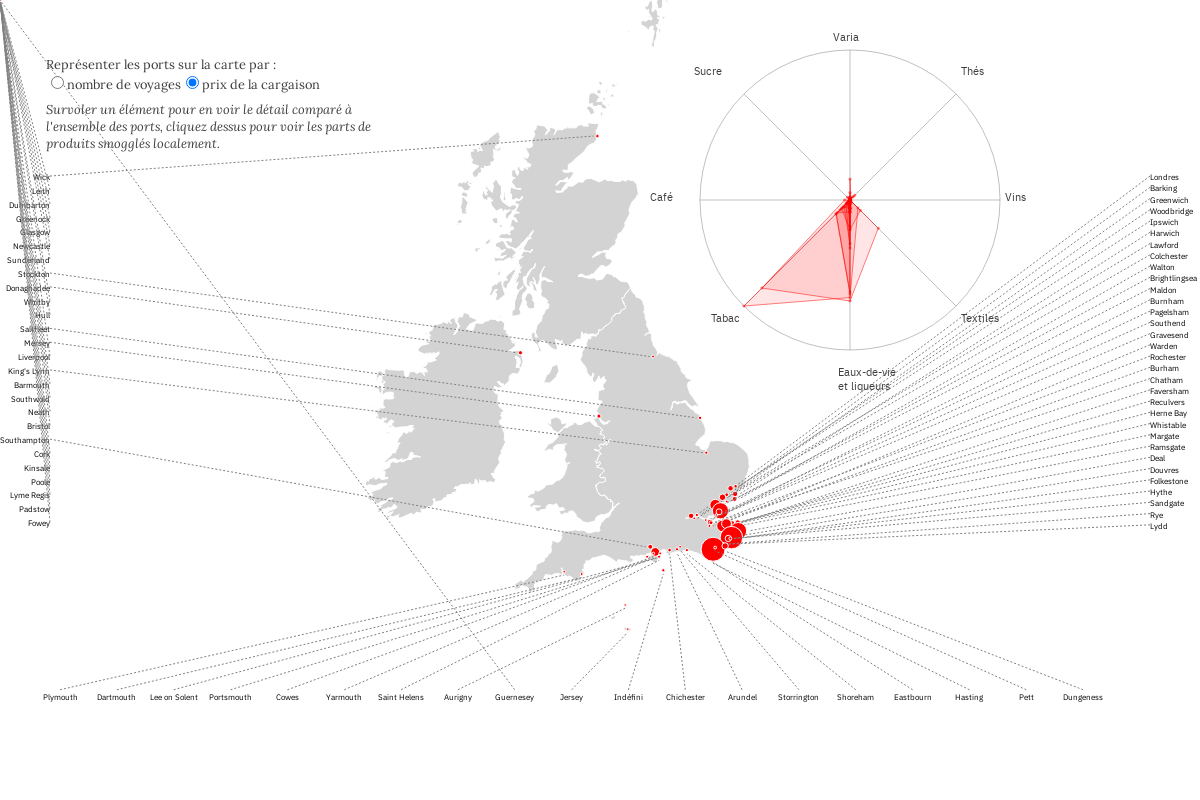 Représenter les ports sur la carte par :
nombre de voyages prix de la cargaison
Survoler un élément pour en voir le détail comparé à
l'ensemble des ports, cliquez dessus pour voir les parts de
produits smogglés localement.
Varia
Thés
Vins
Textiles
Eaux-de-vie
et liqueurs
Tabac
Café
Sucre
Wick
Leith
Dumbarton
Greenock
Glasgow
Newcastle
Sunderland
Stockton
Donaghadee
Whitby
Hull
Saltfleet
Mersey
Liverpool
King's Lynn
Barmouth
Southwold
Neath
Bristol
Southampton
Cork
Kinsale
Poole
Lyme Regis
Padstow
Fowey
Londres
Barking
Greenwich
Woodbridge
Ipswich
Harwich
Lawford
Colchester
Walton
Brightlingsea
Maldon
Burnham
Pagelsham
Southend
Gravesend
Warden
Rochester
Burham
Chatham
Faversham
Reculvers
Herne Bay
Whistable
Margate
Ramsgate
Deal
Douvres
Folkestone
Hythe
Sandgate
Rye
Lydd
Plymouth
Dartmouth
Lee on Solent
Portsmouth
Cowes
Yarmouth
Saint Helens
Aurigny
Guernesey
Jersey
Indéfini
Chichester
Arundel
Storrington
Shoreham
Eastbourn
Hasting
Pett
Dungeness